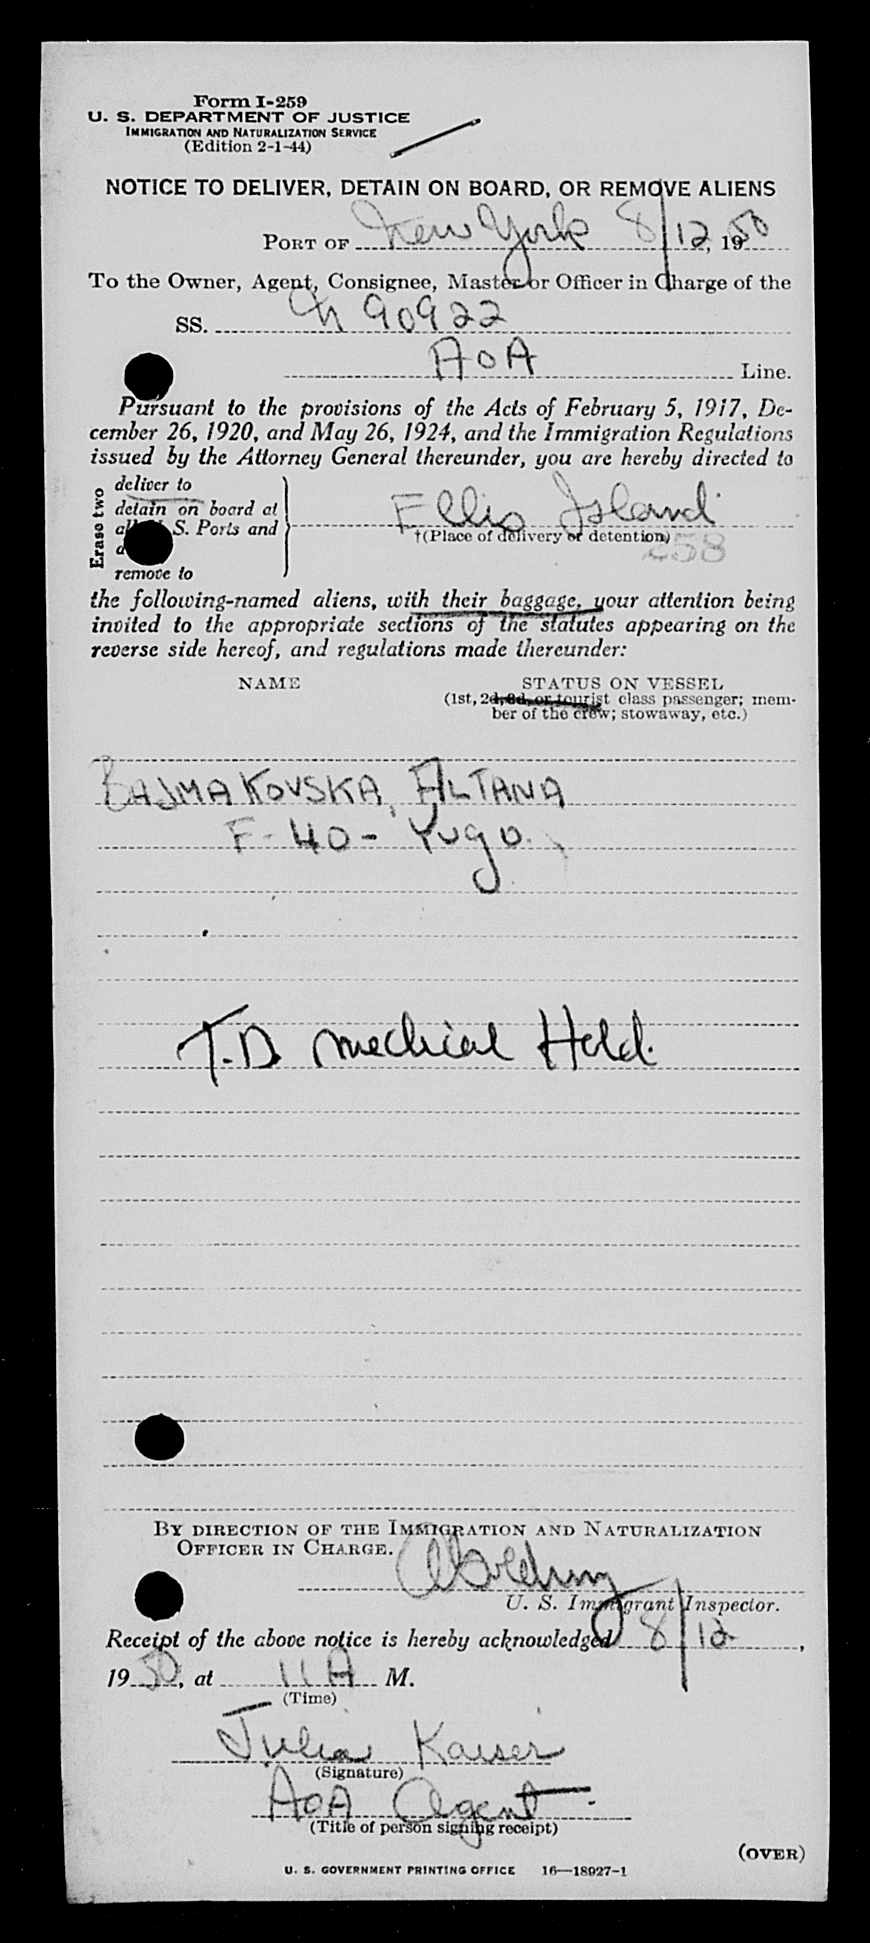 Form I-259
U. S. DEPARTMENT OF JUSTICE
IMMIGRATION AND NATURALIZATION SERVICE
(Edition 2-1-44)
NOTICE TO DELIVER, DETAIN ON BOARD, OR REMOVE ALIENS
PORT OF New York 8/12, 1950
To the Owner, Agent, Consignee, Master or Officer in Charge of the
SS. N 90922
AOA Line.
Pursuant to the provisions of the Acts of February 5, 1917, De-
cember 26, 1920, and May 26, 1924, and the Immigration Regulations
issued by the Attorney General thereunder, you are hereby directed to
Erase two
deliver to
detain on board at
S. Ports and
remove to
Ellis Island
†(Place of delivery or detention)
258
the following-named aliens, with their baggage, your attention being
invited to the appropriate sections of the statutes appearing on the
reverse side hereof, and regulations made thereunder:
NAME STATUS ON VESSEL
(1st, 2d, 3d, or tourist class passenger; mem-
ber of the crew; stowaway, etc.)
BAJMAKOVSKA, ALTANA
F-40- Yugo.
T.D. medical Hold.
BY DIRECTION OF THE IMMIGRATION AND NATURALIZATION
OFFICER IN CHARGE.
U. S. Immigrant Inspector.
Receipt of the above notice is hereby acknowledged 8/12,
1950, at 11 A M.
(Time)
Julia Kaiser
(Signature)
AOA Agent.
(Title of person signing receipt)
(OVER)
U. S. GOVERNMENT PRINTING OFFICE 16—18927-1